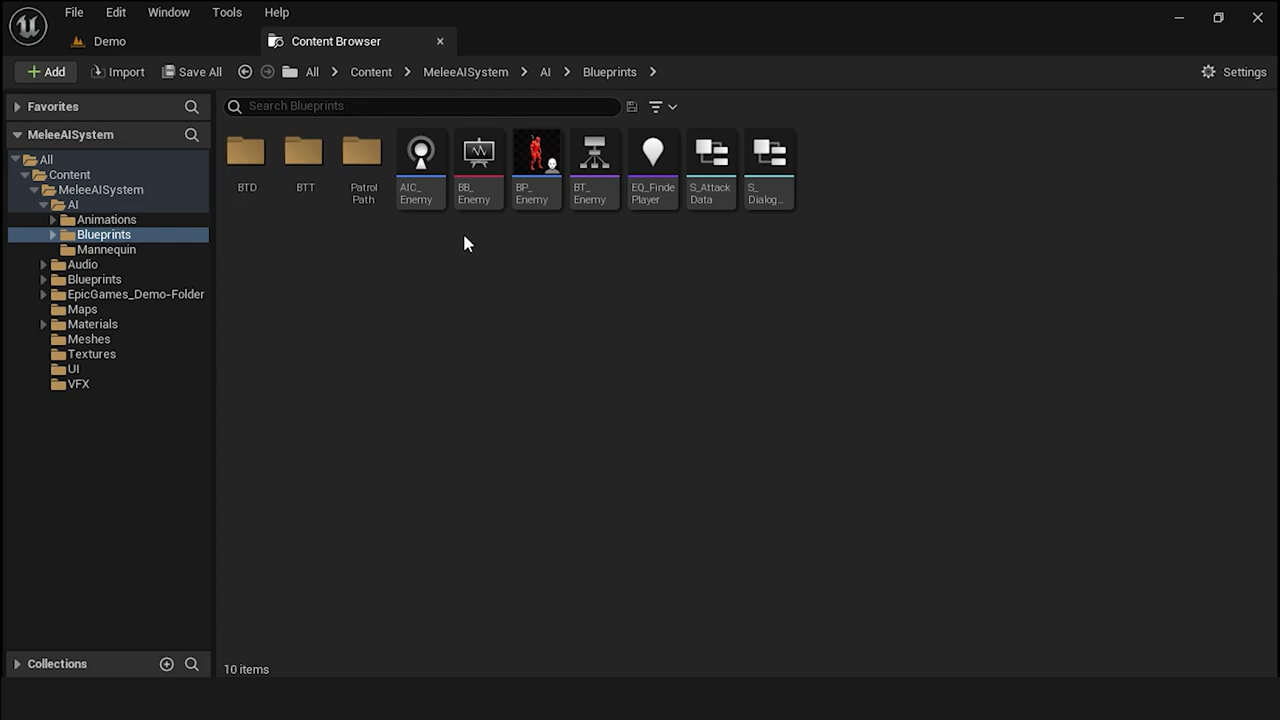 File Edit Window Tools Help
Demo
Content Browser
Add Import Save All All Content MeleeAISystem AI Blueprints Settings
Favorites
Search Blueprints
MeleeAISystem
All
Content
MeleeAISystem
AI
Animations
Blueprints
Mannequin
Audio
Blueprints
EpicGames_Demo-Folder
Maps
Materials
Meshes
Textures
UI
VFX
BTD
BTT
Patrol
Path
AIC_
Enemy
BB_
Enemy
BP_
Enemy
BT_
Enemy
EQ_Finde
Player
S_Attack
Data
S_
Dialog...
Collections
10 items